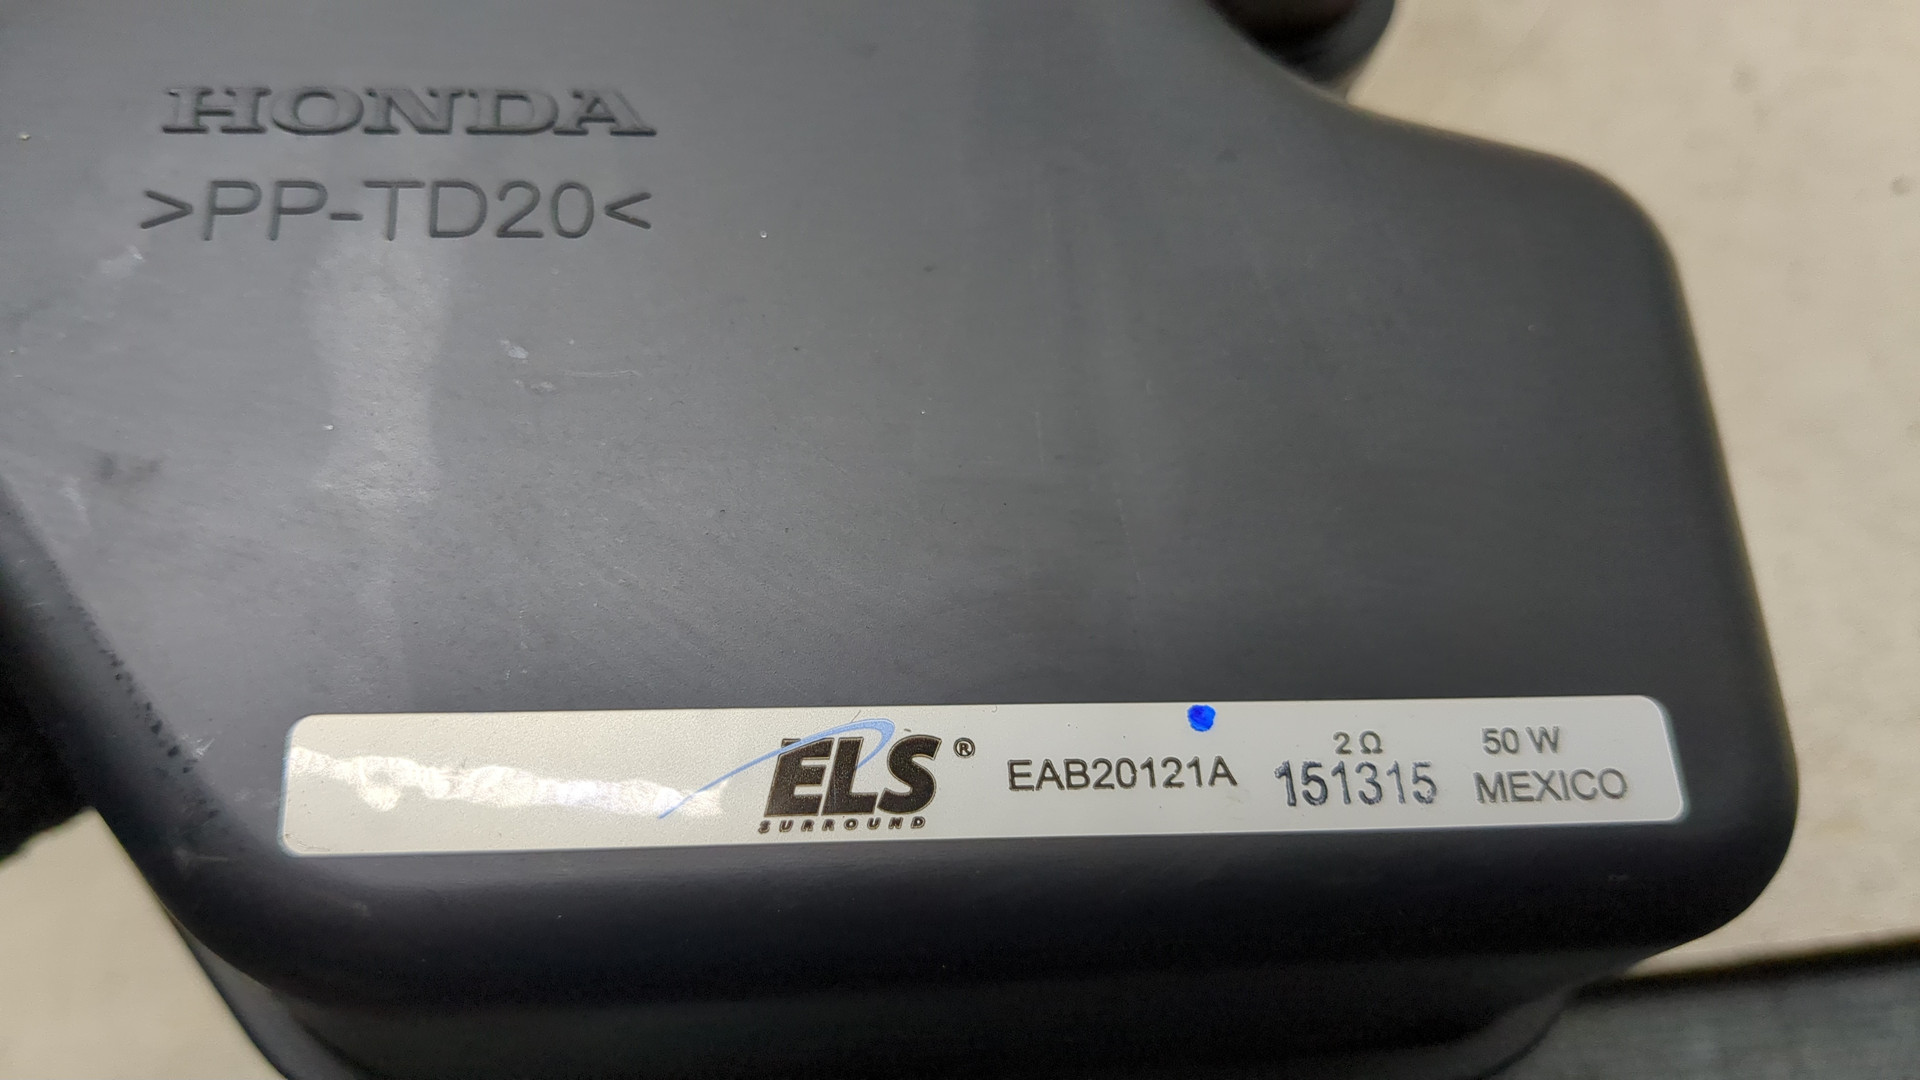 HONDA
>PP-TD20<
ELS®
SURROUND
EAB20121A
2 Ω
151315
50 W
MEXICO